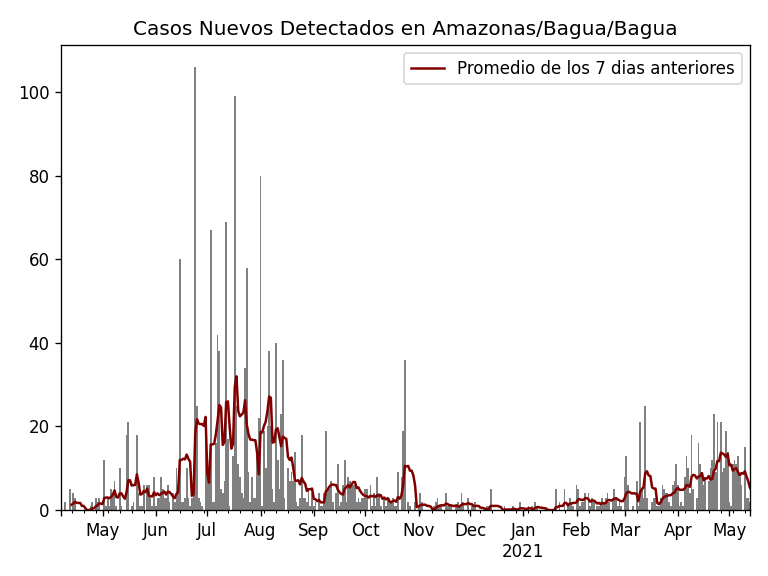 Casos Nuevos Detectados en Amazonas/Bagua/Bagua
Promedio de los 7 dias anteriores
100
80
60
40
20
0
May Jun Jul Aug Sep Oct Nov Dec Jan Feb Mar Apr May
2021